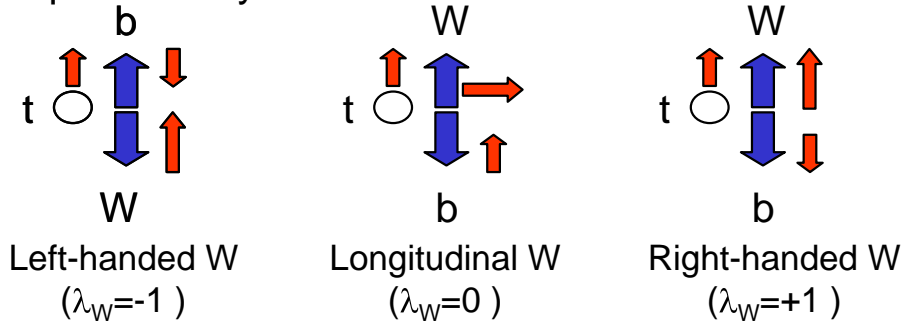 b W W
t t t
W b b
Left-handed W Longitudinal W Right-handed W
(λW=-1 ) (λW=0 ) (λW=+1 )